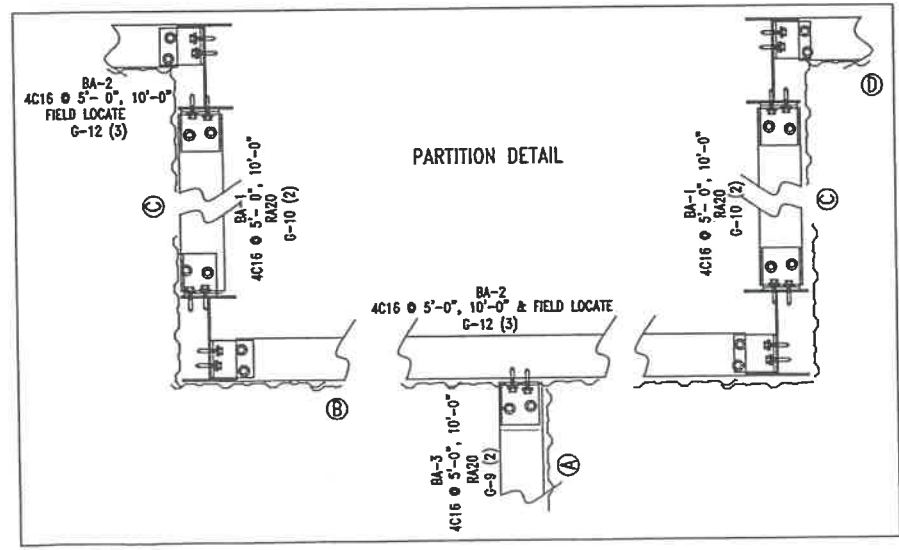 BA-2
4C16 @ 5'-0", 10'-0"
FIELD LOCATE
G-12 (3)
D
PARTITION DETAIL
C
BA-1
4C16 @ 5'-0", 10'-0"
RA20
G-10 (2)
BA-1
4C16 @ 5'-0", 10'-0"
RA20
G-10 (2)
C
BA-2
4C16 @ 5'-0", 10'-0" & FIELD LOCATE
G-12 (3)
B
BA-3
4C16 @ 5'-0", 10'-0"
RA20
G-9 (2)
A